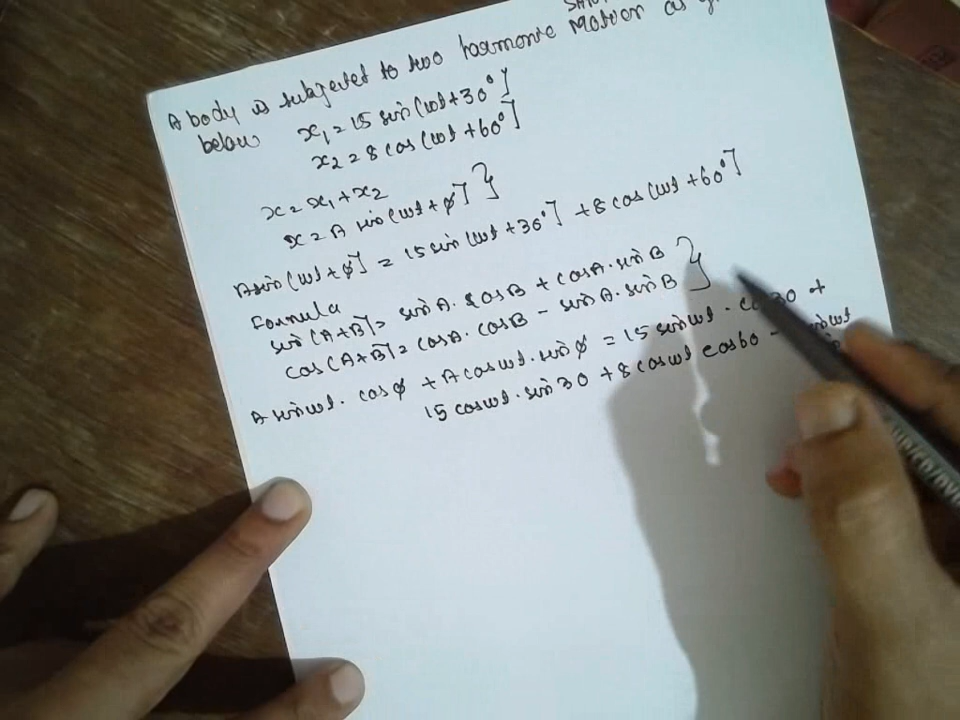 A body is subjected to two harmonic Motion as
below x₁ = 15 sin (ωt + 30°)
x₂ = 8 cos (ωt + 60°)
x = x₁ + x₂
x = A sin (ωt + ϕ) }
A sin (ωt + ϕ) = 15 sin (ωt + 30°) + 8 cos (ωt + 60°)
Formula
sin (A+B) = sin A . cos B + cos A . sin B }
cos (A+B) = cos A . cos B - sin A . sin B
A sin ωt . cos ϕ + A cos ωt . sin ϕ = 15 sin ωt . cos 30 +
15 cos ωt . sin 30 + 8 cos ωt cos 60 -